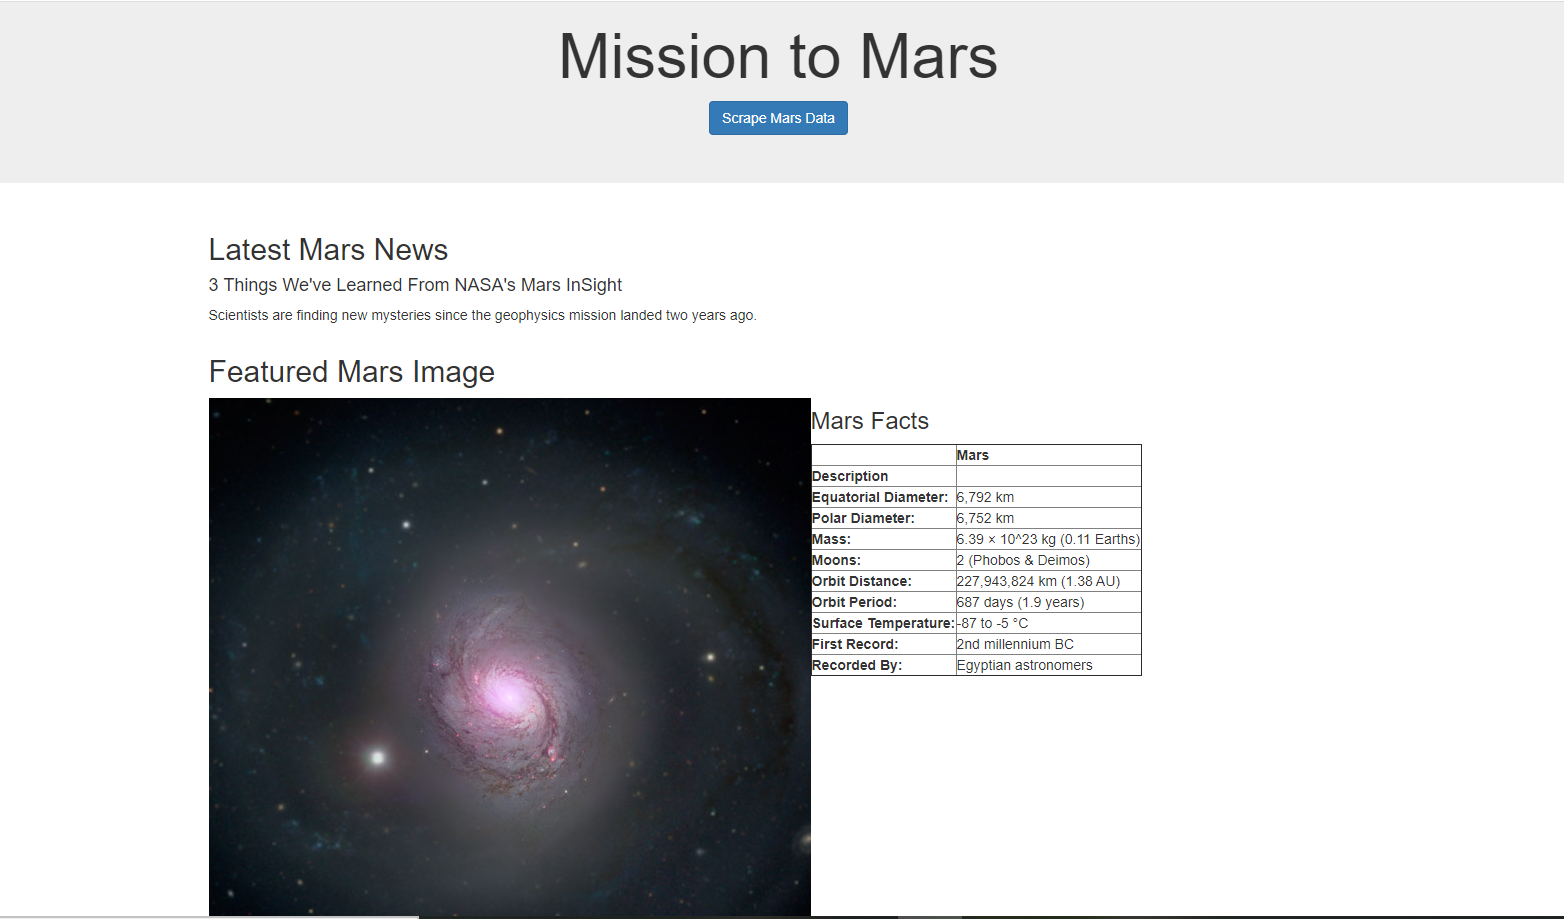 Mission to Mars
Scrape Mars Data
Latest Mars News
3 Things We've Learned From NASA's Mars InSight
Scientists are finding new mysteries since the geophysics mission landed two years ago.
Featured Mars Image
Mars Facts
Mars
Description
Equatorial Diameter: 6,792 km
Polar Diameter: 6,752 km
Mass: 6.39 × 10^23 kg (0.11 Earths)
Moons: 2 (Phobos & Deimos)
Orbit Distance: 227,943,824 km (1.38 AU)
Orbit Period: 687 days (1.9 years)
Surface Temperature: -87 to -5 °C
First Record: 2nd millennium BC
Recorded By: Egyptian astronomers